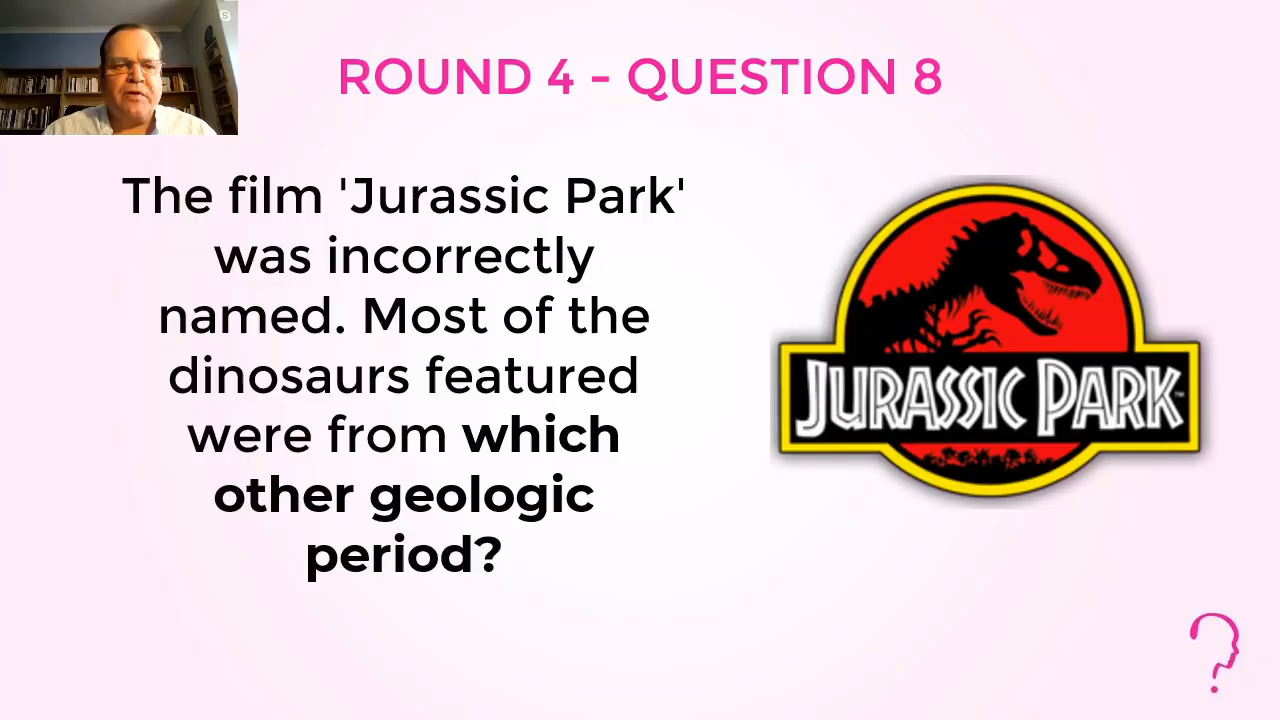 ROUND 4 - QUESTION 8
The film 'Jurassic Park'
was incorrectly
named. Most of the
dinosaurs featured
were from which
other geologic
period?
JURASSIC PARK